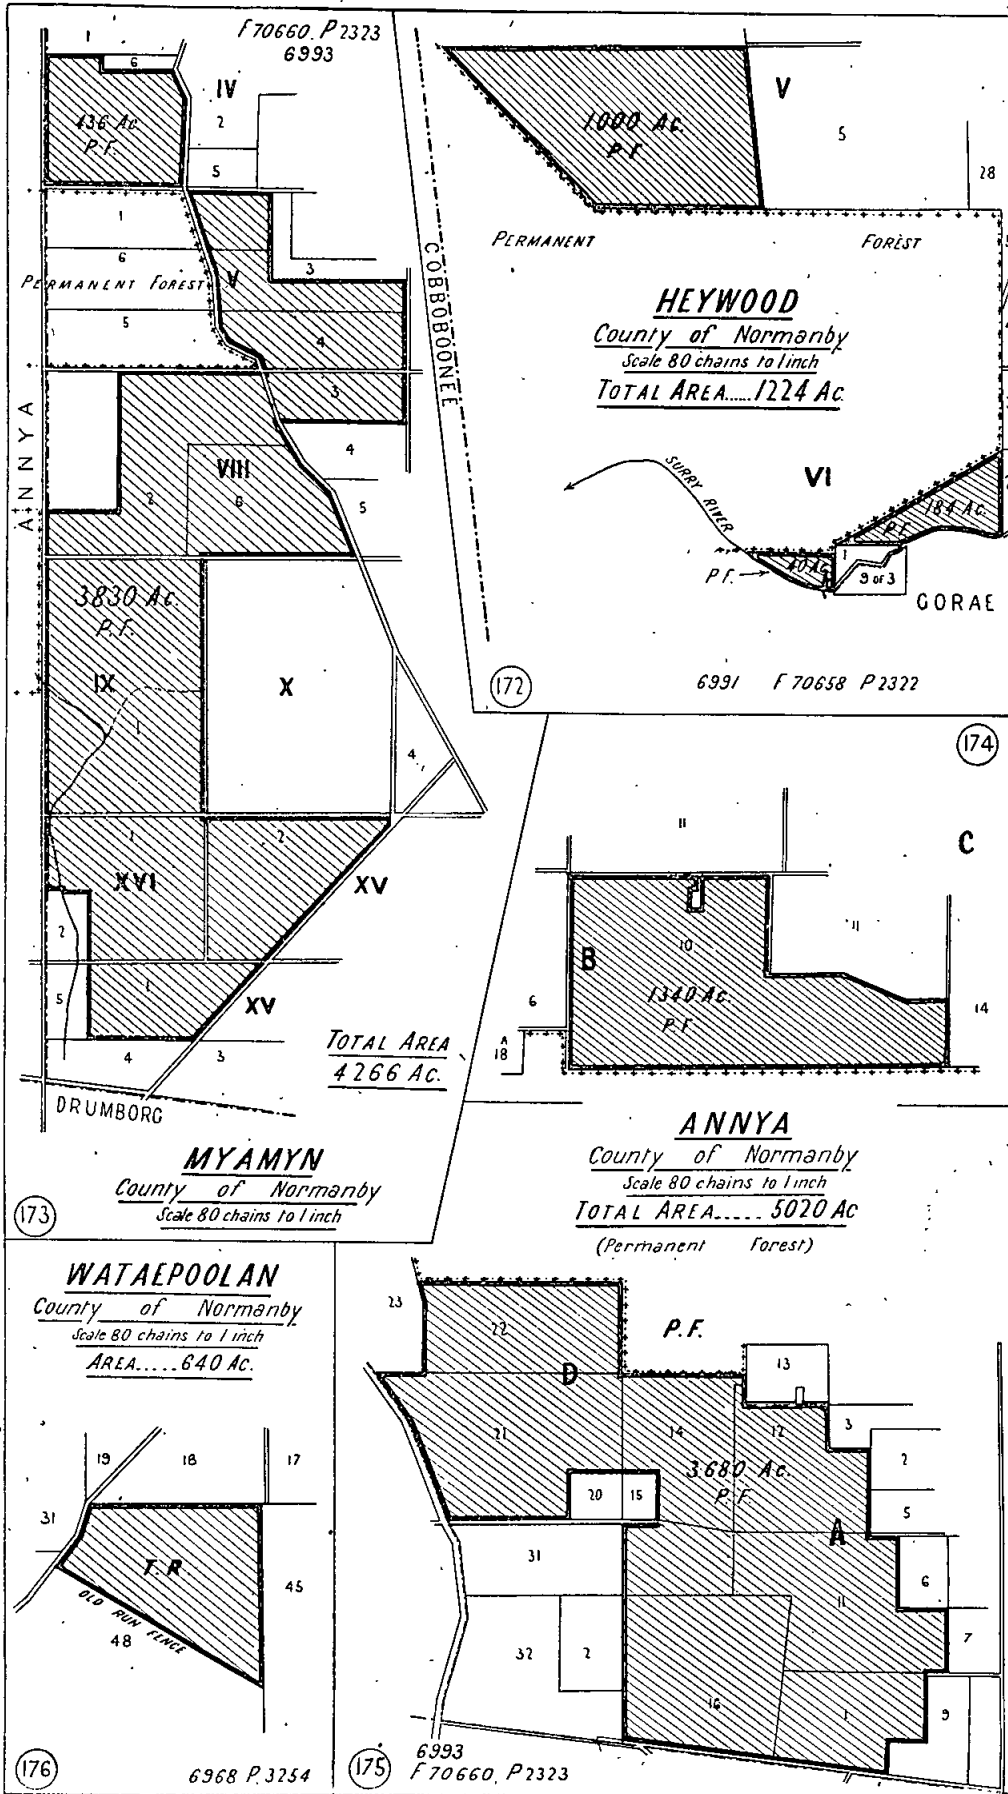 F 70660. P 2323
6993
1
6
IV
2
5
436 Ac.
P.F.
1
6
PERMANENT FOREST
V
5
3
4
3
4
5
VIII
2
6
ANNYA
3830 Ac.
P.F.
IX
1
X
4
1
2
XVI
XV
2
5
1
XV
4
3
DRUMBORG
TOTAL AREA
4266 AC.
MYAMYN
County of Normanby
Scale 80 chains to 1 inch
173
COBBOBOONEE
1000 Ac.
P.F.
V
5
28
PERMANENT FOREST
HEYWOOD
County of Normanby
Scale 80 chains to 1 inch
TOTAL AREA.....1224 AC.
VI
SURRY RIVER
184 AC.
P.F.
40 AC.
P.F.
1
9 OF 3
GORAE
172
6991 F 70658 P 2322
174
11
C
11
B
10
1340 Ac.
P.F.
6
A
18
14
ANNYA
County of Normanby
Scale 80 chains to 1 inch
TOTAL AREA..... 5020 AC
(Permanent Forest)
WATAEPOOLAN
County of Normanby
Scale 80 chains to 1 inch
AREA.....640 AC.
19
18
17
31
T.R.
45
OLD RUN FENCE
48
176
6968 P. 3254
23
22
P.F.
D
13
21
14
12
3
2
3680 Ac.
P.F.
20
15
5
A
31
6
11
7
32
2
16
1
9
175
6993
F 70660, P 2323